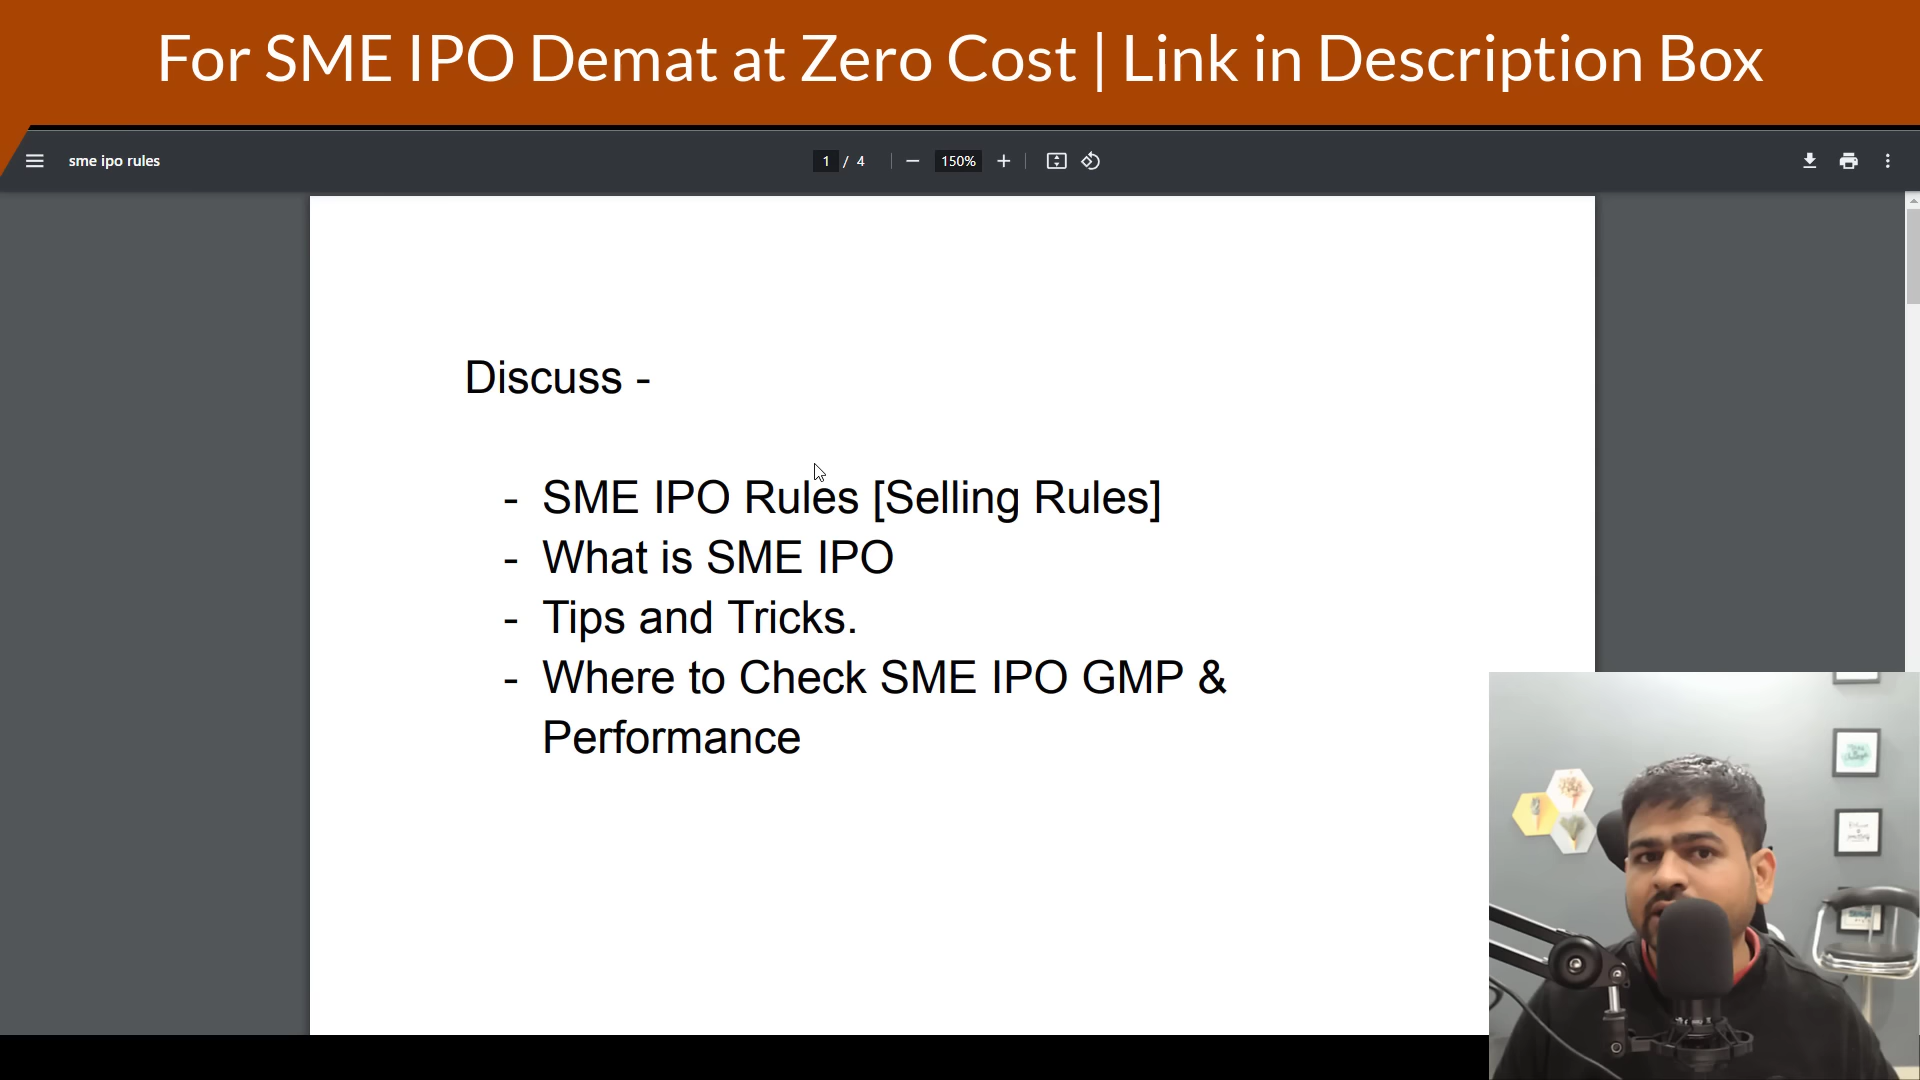 For SME IPO Demat at Zero Cost | Link in Description Box
sme ipo rules
1 / 4
150%
Discuss -
- SME IPO Rules [Selling Rules]
- What is SME IPO
- Tips and Tricks.
- Where to Check SME IPO GMP &
Performance